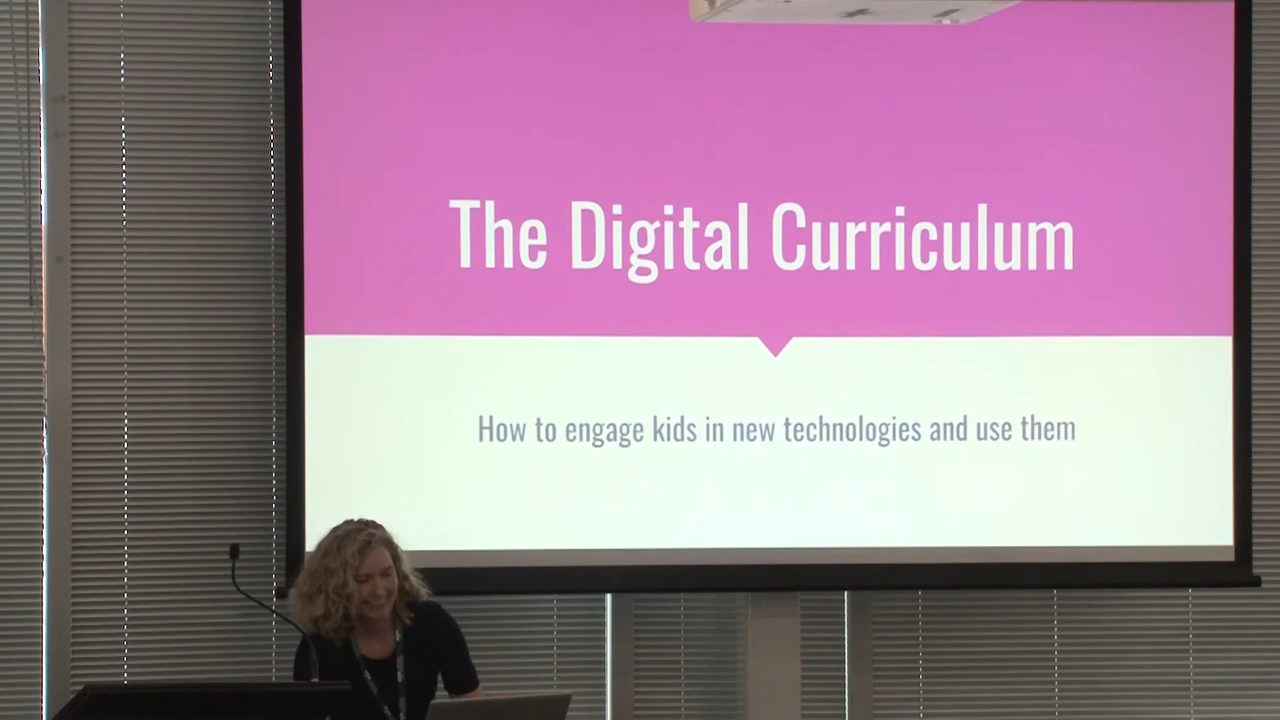 The Digital Curriculum
How to engage kids in new technologies and use them